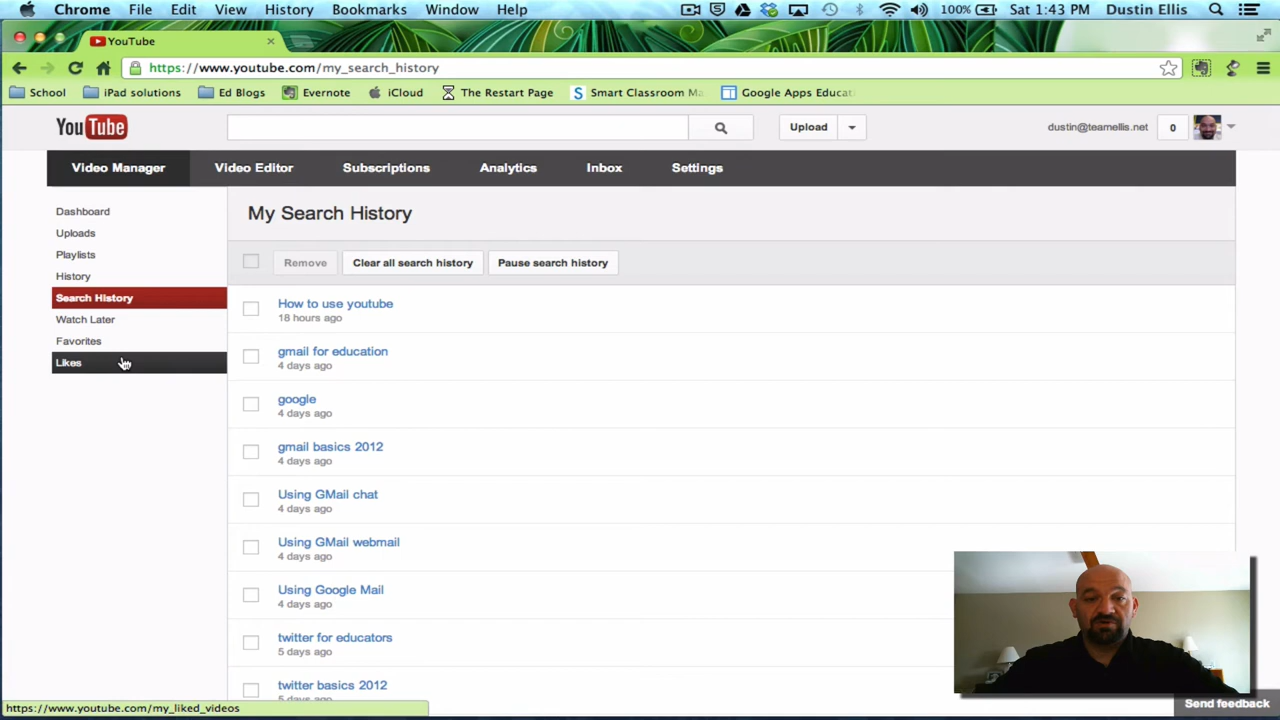 Chrome File Edit View History Bookmarks Window Help 100% Sat 1:43 PM Dustin Ellis
YouTube
https://www.youtube.com/my_search_history
School iPad solutions Ed Blogs Evernote iCloud The Restart Page Smart Classroom Ma Google Apps Educat
YouTube Upload dustin@teamellis.net 0
Video Manager Video Editor Subscriptions Analytics Inbox Settings
Dashboard
Uploads
Playlists
History
Search History
Watch Later
Favorites
Likes
My Search History
Remove Clear all search history Pause search history
How to use youtube
18 hours ago
gmail for education
4 days ago
google
4 days ago
gmail basics 2012
4 days ago
Using GMail chat
4 days ago
Using GMail webmail
4 days ago
Using Google Mail
4 days ago
twitter for educators
5 days ago
twitter basics 2012
5 days ago
https://www.youtube.com/my_liked_videos
Send feedback